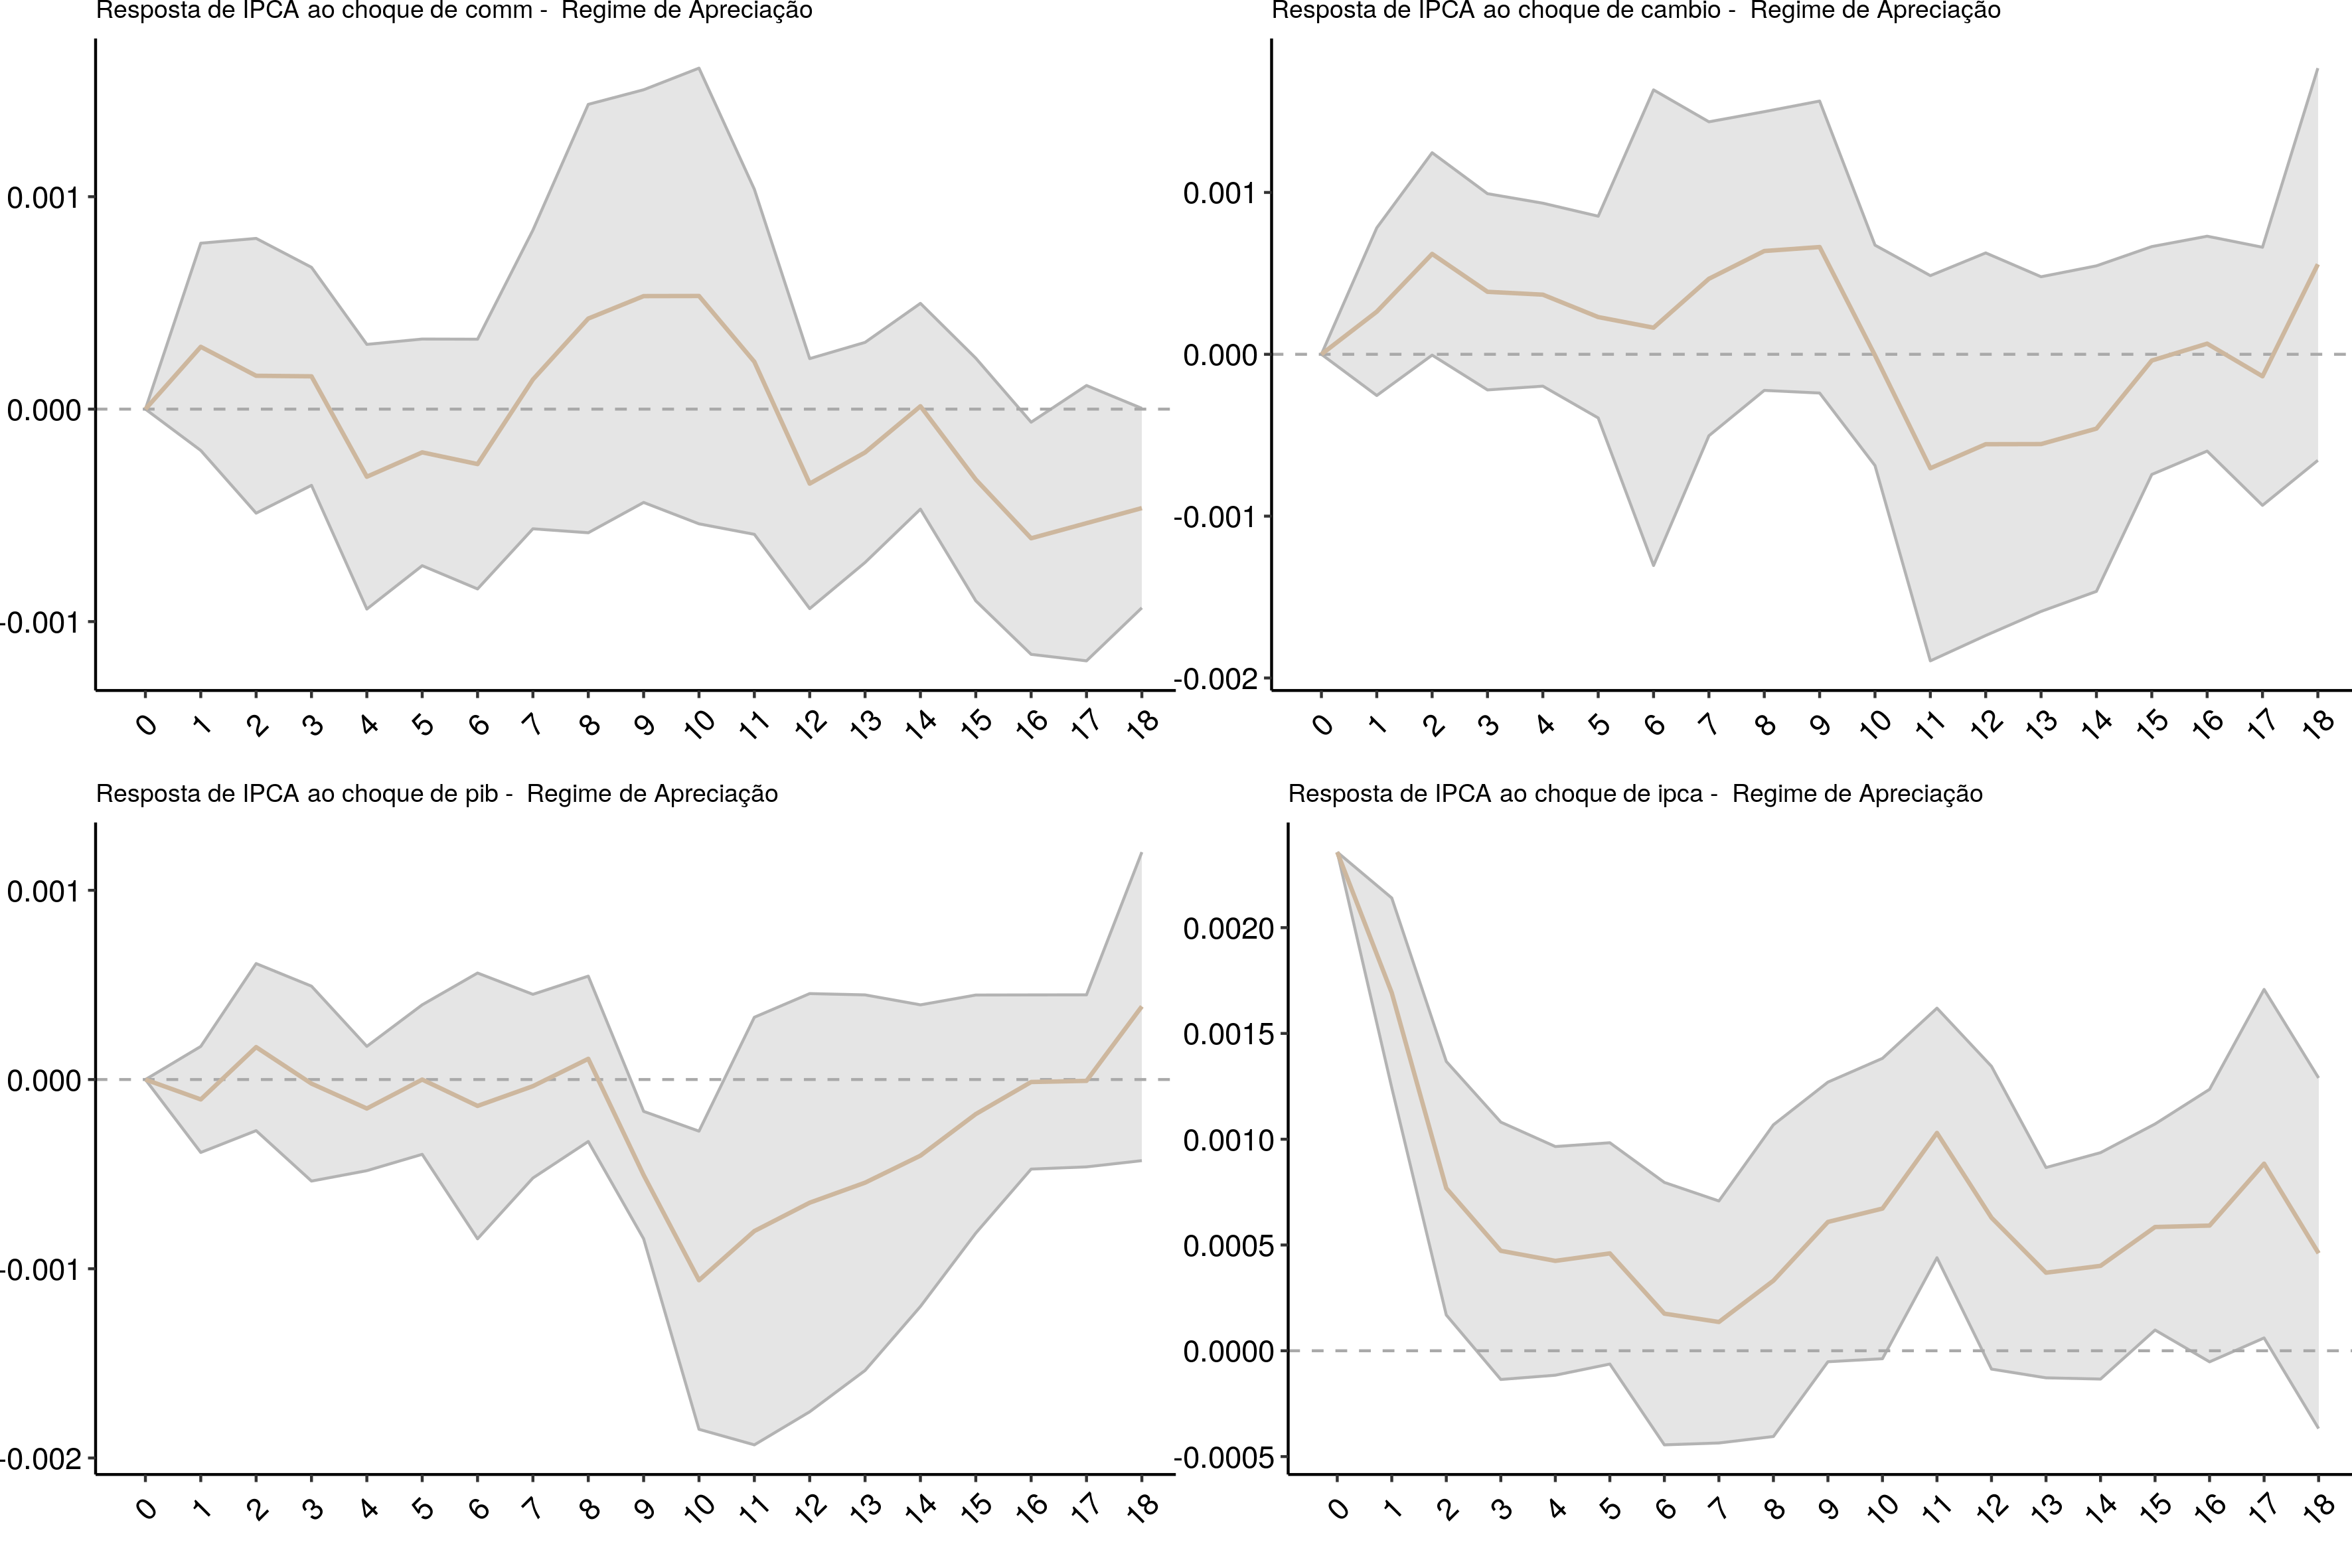 Resposta de IPCA ao choque de comm -  Regime de Apreciação
0.001
0.000
-0.001
0 1 2 3 4 5 6 7 8 9 10 11 12 13 14 15 16 17 18
Resposta de IPCA ao choque de cambio -  Regime de Apreciação
0.001
0.000
-0.001
-0.002
0 1 2 3 4 5 6 7 8 9 10 11 12 13 14 15 16 17 18
Resposta de IPCA ao choque de pib -  Regime de Apreciação
0.001
0.000
-0.001
-0.002
0 1 2 3 4 5 6 7 8 9 10 11 12 13 14 15 16 17 18
Resposta de IPCA ao choque de ipca -  Regime de Apreciação
0.0020
0.0015
0.0010
0.0005
0.0000
-0.0005
0 1 2 3 4 5 6 7 8 9 10 11 12 13 14 15 16 17 18